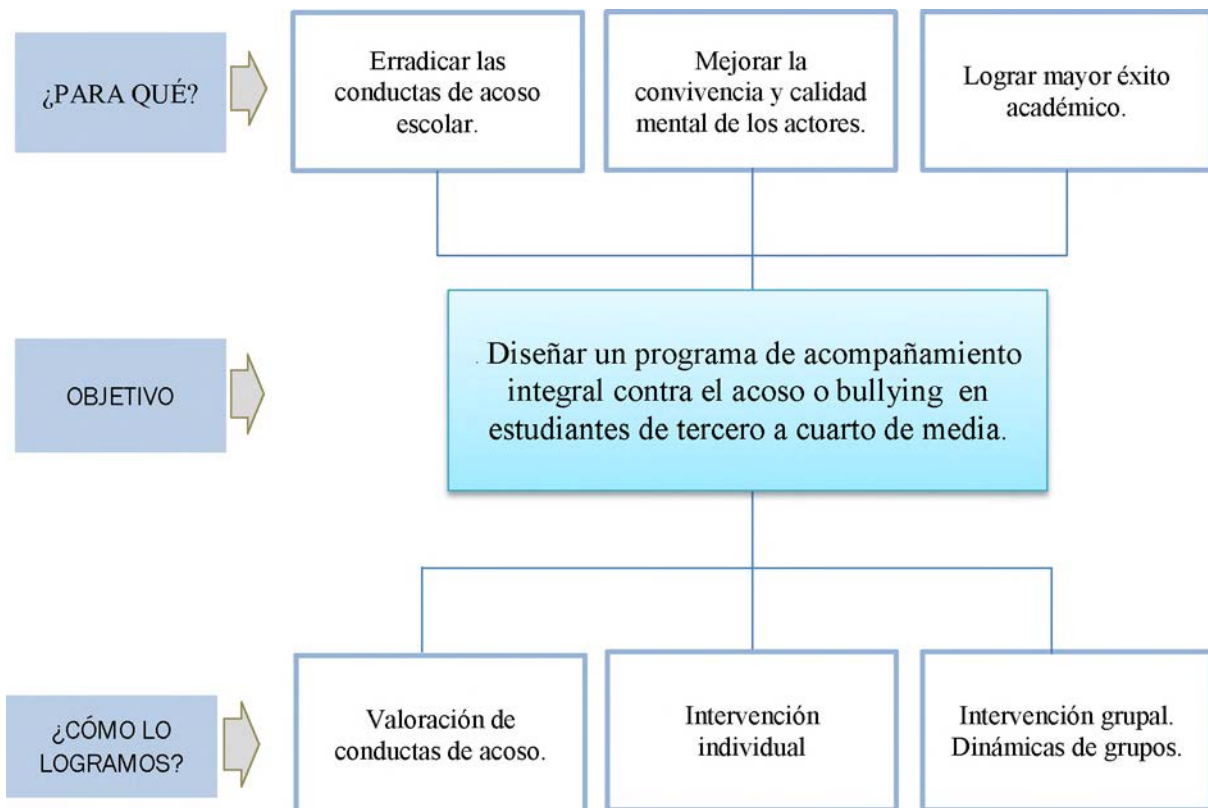 ¿PARA QUÉ?
Erradicar las
conductas de acoso
escolar.
Mejorar la
convivencia y calidad
mental de los actores.
Lograr mayor éxito
académico.
OBJETIVO
. Diseñar un programa de acompañamiento
integral contra el acoso o bullying en
estudiantes de tercero a cuarto de media.
¿CÓMO LO
LOGRAMOS?
Valoración de
conductas de acoso.
Intervención
individual
Intervención grupal.
Dinámicas de grupos.